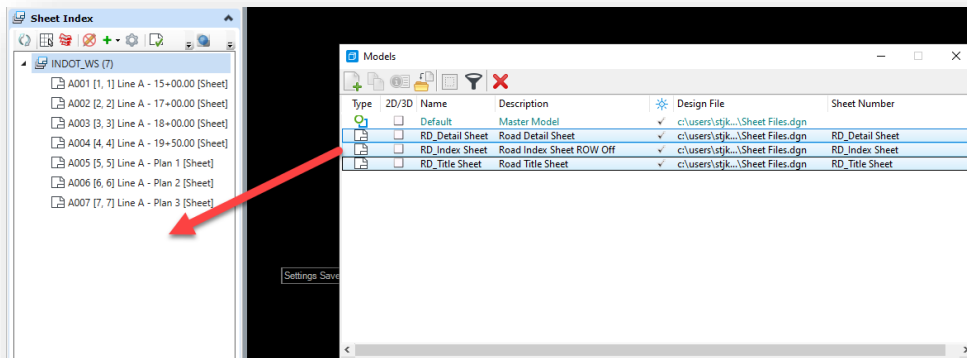 Sheet Index
INDOT_WS (7)
A001 [1, 1] Line A - 15+00.00 [Sheet]
A002 [2, 2] Line A - 17+00.00 [Sheet]
A003 [3, 3] Line A - 18+00.00 [Sheet]
A004 [4, 4] Line A - 19+50.00 [Sheet]
A005 [5, 5] Line A - Plan 1 [Sheet]
A006 [6, 6] Line A - Plan 2 [Sheet]
A007 [7, 7] Line A - Plan 3 [Sheet]
Settings Save
Models
Type 2D/3D Name Description Design File Sheet Number
Default Master Model c:\users\stjk...\Sheet Files.dgn
RD_Detail Sheet Road Detail Sheet c:\users\stjk...\Sheet Files.dgn RD_Detail Sheet
RD_Index Sheet Road Index Sheet ROW Off c:\users\stjk...\Sheet Files.dgn RD_Index Sheet
RD_Title Sheet Road Title Sheet c:\users\stjk...\Sheet Files.dgn RD_Title Sheet